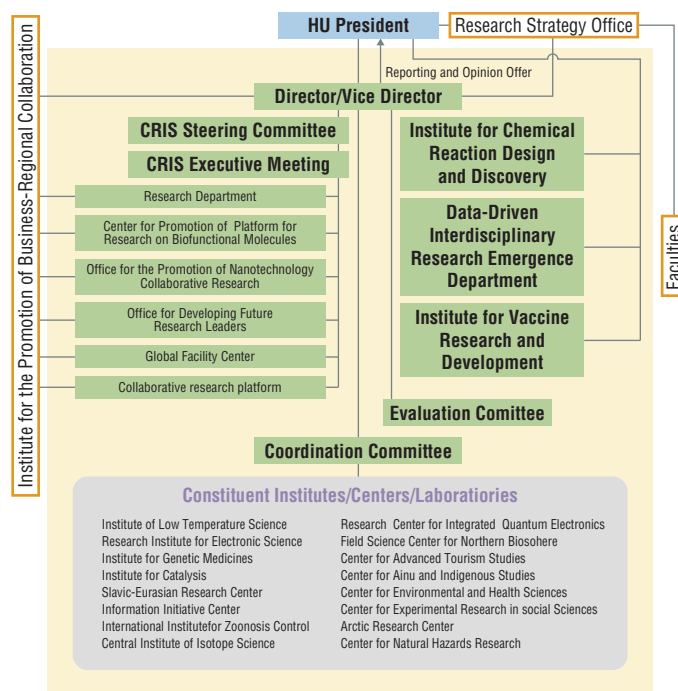 HU President
Research Strategy Office
Reporting and Opinion Offer
Institute for the Promotion of Business-Regional Collaboration
Director/Vice Director
CRIS Steering Committee
CRIS Executive Meeting
Research Department
Center for Promotion of Platform for
Research on Biofunctional Molecules
Office for the Promotion of Nanotechnology
Collaborative Research
Office for Developing Future
Research Leaders
Global Facility Center
Collaborative research platform
Institute for Chemical
Reaction Design
and Discovery
Data-Driven
Interdisciplinary
Research Emergence
Department
Institute for Vaccine
Research and
Development
Faculties
Evaluation Comittee
Coordination Committee
Constituent Institutes/Centers/Laboratiories
Institute of Low Temperature Science
Research Institute for Electronic Science
Institute for Genetic Medicines
Institute for Catalysis
Slavic-Eurasian Research Center
Information Initiative Center
International Institutefor Zoonosis Control
Central Institute of Isotope Science
Research Center for Integrated Quantum Electronics
Field Science Center for Northern Biosohere
Center for Advanced Tourism Studies
Center for Ainu and Indigenous Studies
Center for Environmental and Health Sciences
Center for Experimental Research in social Sciences
Arctic Research Center
Center for Natural Hazards Research